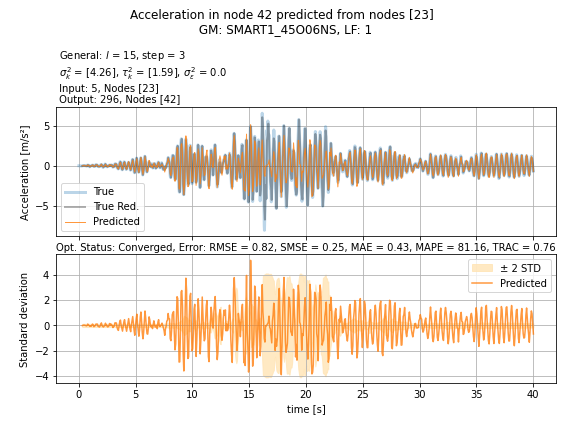 Acceleration in node 42 predicted from nodes [23]
GM: SMART1_45O06NS, LF: 1
General: l = 15, step = 3
σ²ₖ = [4.26], τ²ₖ = [1.59], σ²ε = 0.0
Input: 5, Nodes [23]
Output: 296, Nodes [42]
Acceleration [m/s²]
5
0
−5
True
True Red.
Predicted
Opt. Status: Converged, Error: RMSE = 0.82, SMSE = 0.25, MAE = 0.43, MAPE = 81.16, TRAC = 0.76
Standard deviation
4
2
0
−2
−4
± 2 STD
Predicted
0 5 10 15 20 25 30 35 40
time [s]